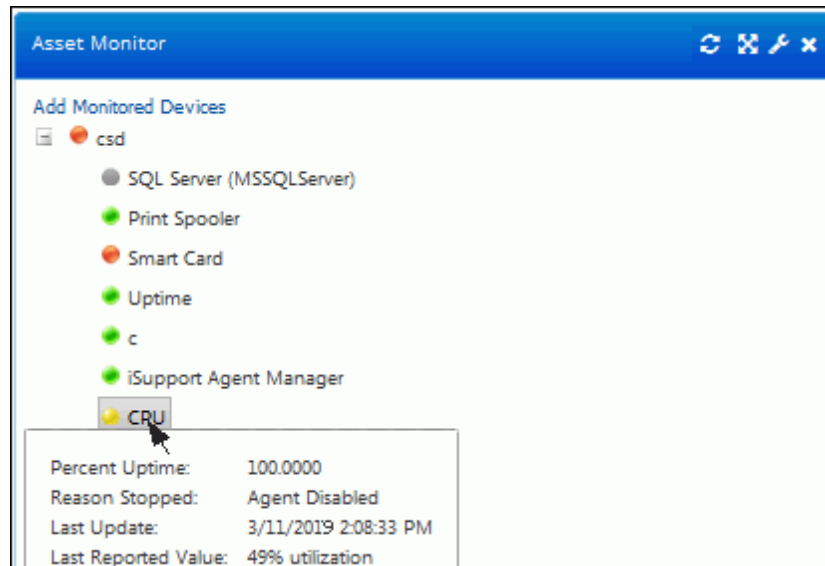 Asset Monitor
Add Monitored Devices
csd
SQL Server (MSSQLServer)
Print Spooler
Smart Card
Uptime
c
iSupport Agent Manager
CPU
Percent Uptime: 100.0000
Reason Stopped: Agent Disabled
Last Update: 3/11/2019 2:08:33 PM
Last Reported Value: 49% utilization